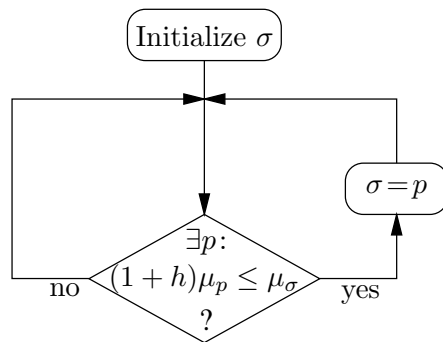 Initialize σ
σ = p
∃p:
(1 + h)μ_p ≤ μ_σ
?
no
yes